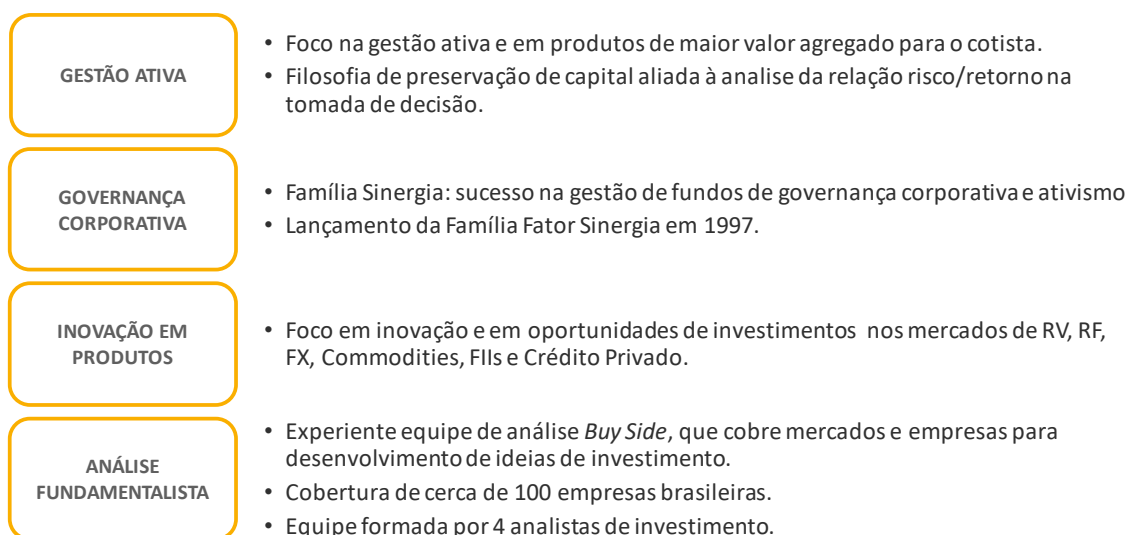 GESTÃO ATIVA
• Foco na gestão ativa e em produtos de maior valor agregado para o cotista.
• Filosofia de preservação de capital aliada à analise da relação risco/retorno na
tomada de decisão.
GOVERNANÇA
CORPORATIVA
• Família Sinergia: sucesso na gestão de fundos de governança corporativa e ativismo
• Lançamento da Família Fator Sinergia em 1997.
INOVAÇÃO EM
PRODUTOS
• Foco em inovação e em oportunidades de investimentos nos mercados de RV, RF,
FX, Commodities, FIIs e Crédito Privado.
ANÁLISE
FUNDAMENTALISTA
• Experiente equipe de análise Buy Side, que cobre mercados e empresas para
desenvolvimento de ideias de investimento.
• Cobertura de cerca de 100 empresas brasileiras.
• Equipe formada por 4 analistas de investimento.